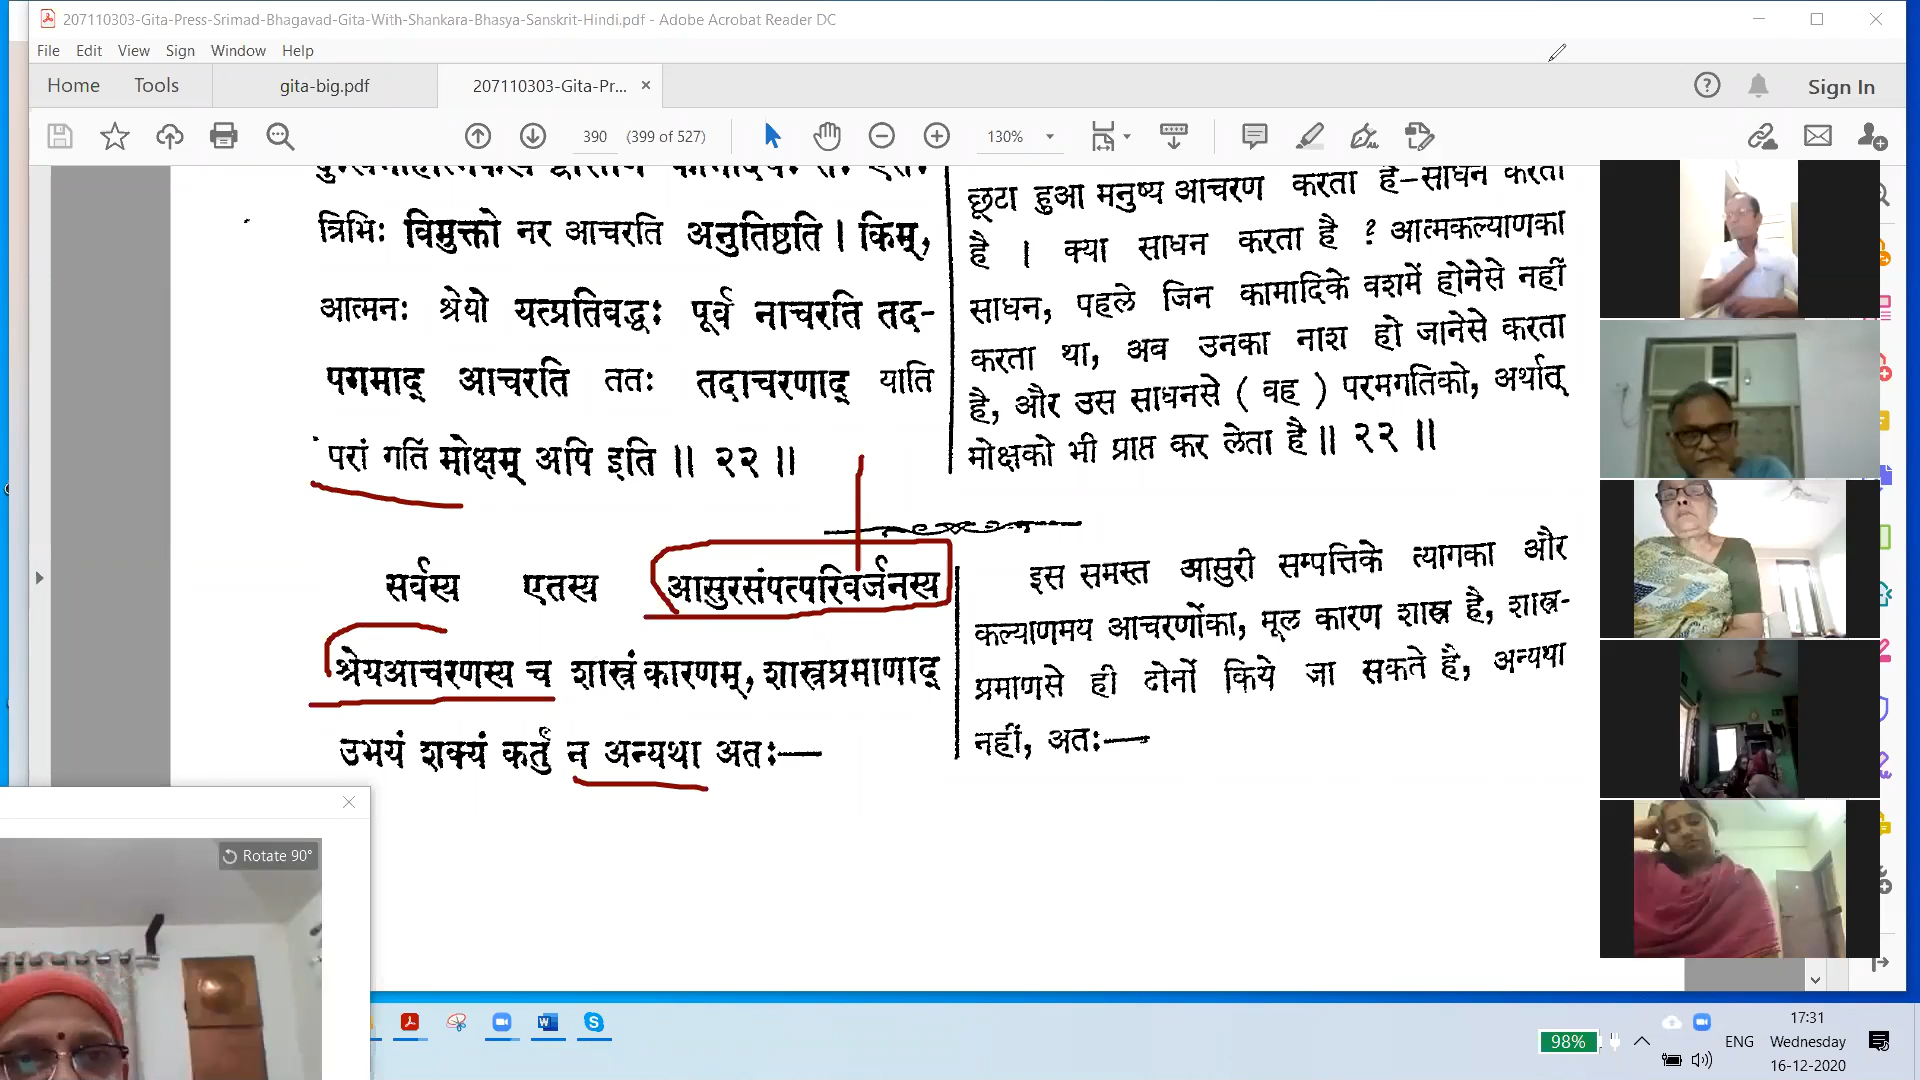 207110303-Gita-Press-Srimad-Bhagavad-Gita-With-Shankara-Bhasya-Sanskrit-Hindi.pdf - Adobe Acrobat Reader DC
File Edit View Sign Window Help
Home Tools gita-big.pdf 207110303-Gita-Pr... × Sign In
390 (399 of 527) 130%
त्रिभिः विमुक्तो नर आचरति अनुतिष्ठति । किम्,
आत्मनः श्रेयो यत्प्रतिबद्धः पूर्वं नाचरति तद-
पगमाद् आचरति ततः तदाचरणाद् याति
परां गतिं मोक्षम् अपि इति ॥ २२ ॥
सर्वस्य एतस्य आसुरसंपत्परिवर्जनस्य
श्रेयआचरणस्य च शास्त्रं कारणम्, शास्त्रप्रमाणाद्
उभयं शक्यं कर्तुं न अन्यथा अतः—
छूटा हुआ मनुष्य आचरण करता है—साधन करता
है । क्या साधन करता है ? आत्मकल्याणका
साधन, पहले जिन कामादिके वशमें होनेसे नहीं
करता था, अब उनका नाश हो जानेसे करता
है, और उस साधनसे ( वह ) परमगतिको, अर्थात्
मोक्षको भी प्राप्त कर लेता है ॥ २२ ॥
इस समस्त आसुरी सम्पत्तिके त्यागका और
कल्याणमय आचरणोंका, मूल कारण शास्त्र है, शास्त्र-
प्रमाणसे ही दोनों किये जा सकते है, अन्यथा
नहीं, अतः—
Rotate 90°
98% ENG
17:31
Wednesday
16-12-2020